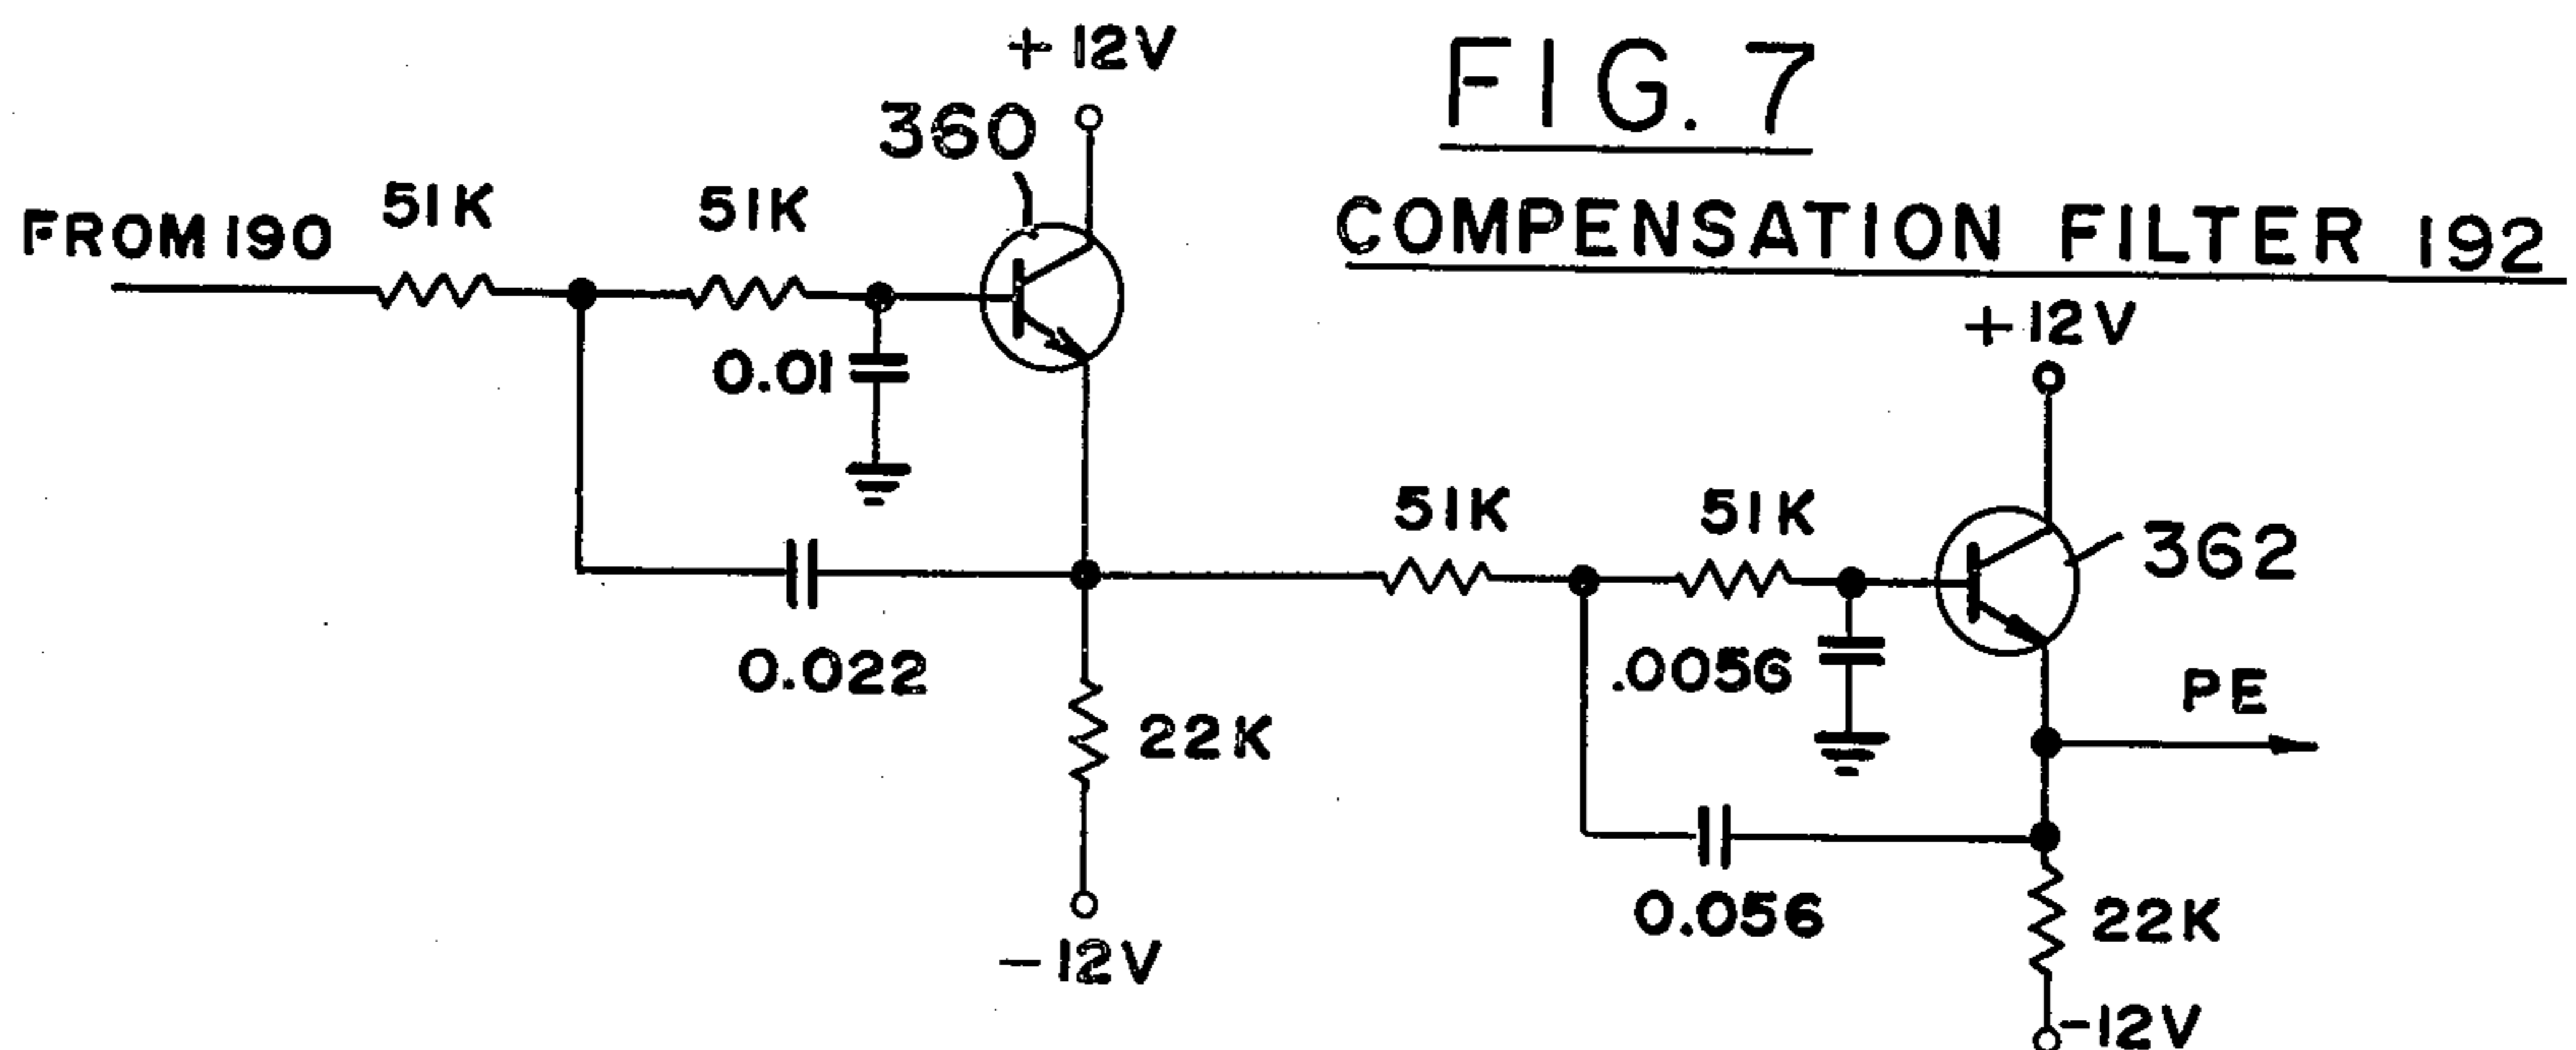 FIG. 7
COMPENSATION FILTER 192
+12V
360
FROM 190
51K
51K
0.01
0.022
22K
-12V
+12V
51K
51K
362
.0056
PE
0.056
22K
-12V